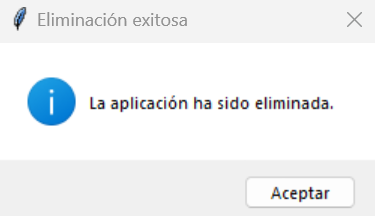 Eliminación exitosa
La aplicación ha sido eliminada.
Aceptar